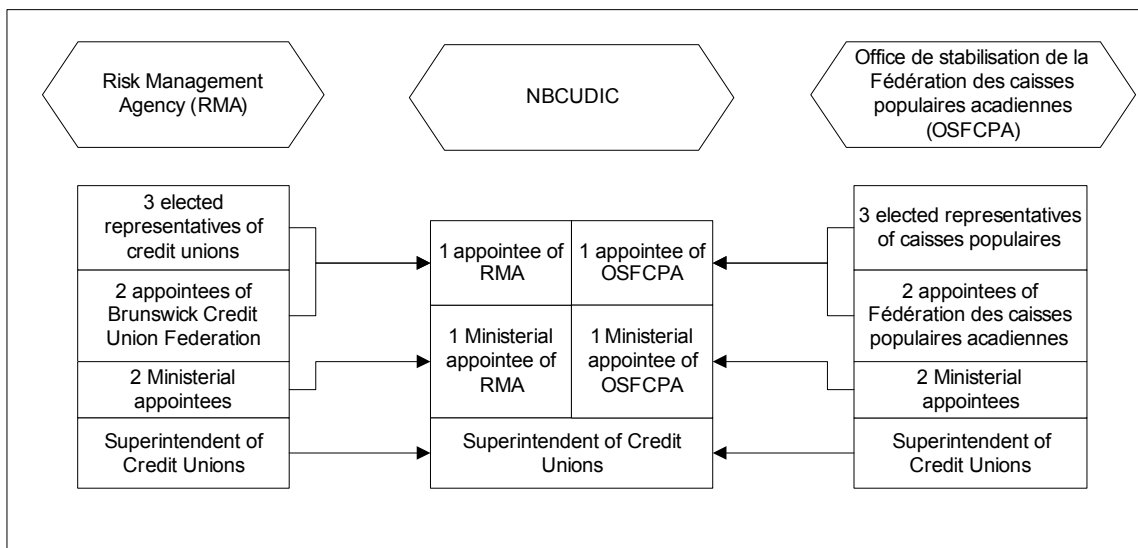 Risk Management
Agency (RMA)
NBCUDIC
Office de stabilisation de la
Fédération des caisses
populaires acadiennes
(OSFCPA)
3 elected
representatives of
credit unions
2 appointees of
Brunswick Credit
Union Federation
2 Ministerial
appointees
Superintendent of
Credit Unions
1 appointee of
RMA
1 appointee of
OSFCPA
1 Ministerial
appointee of
RMA
1 Ministerial
appointee of
OSFCPA
Superintendent of Credit
Unions
3 elected representatives
of caisses populaires
2 appointees of
Fédération des caisses
populaires acadiennes
2 Ministerial
appointees
Superintendent of
Credit Unions